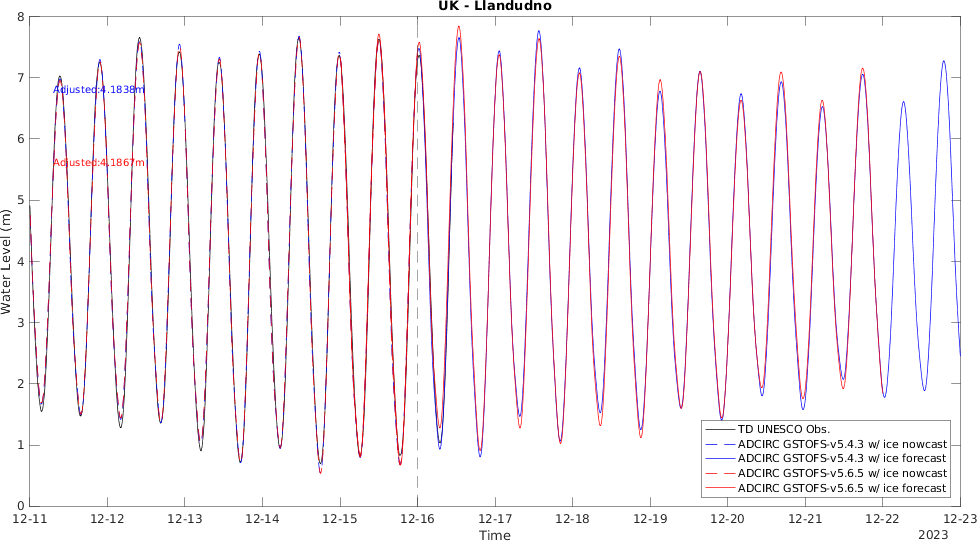 UK - Llandudno
8
7
6
5
4
3
2
1
0
Water Level (m)
Adjusted:4.1838m
Adjusted:4.1867m
TD UNESCO Obs.
ADCIRC GSTOFS-v5.4.3 w/ ice nowcast
ADCIRC GSTOFS-v5.4.3 w/ ice forecast
ADCIRC GSTOFS-v5.6.5 w/ ice nowcast
ADCIRC GSTOFS-v5.6.5 w/ ice forecast
12-11 12-12 12-13 12-14 12-15 12-16 12-17 12-18 12-19 12-20 12-21 12-22 12-23
Time
2023